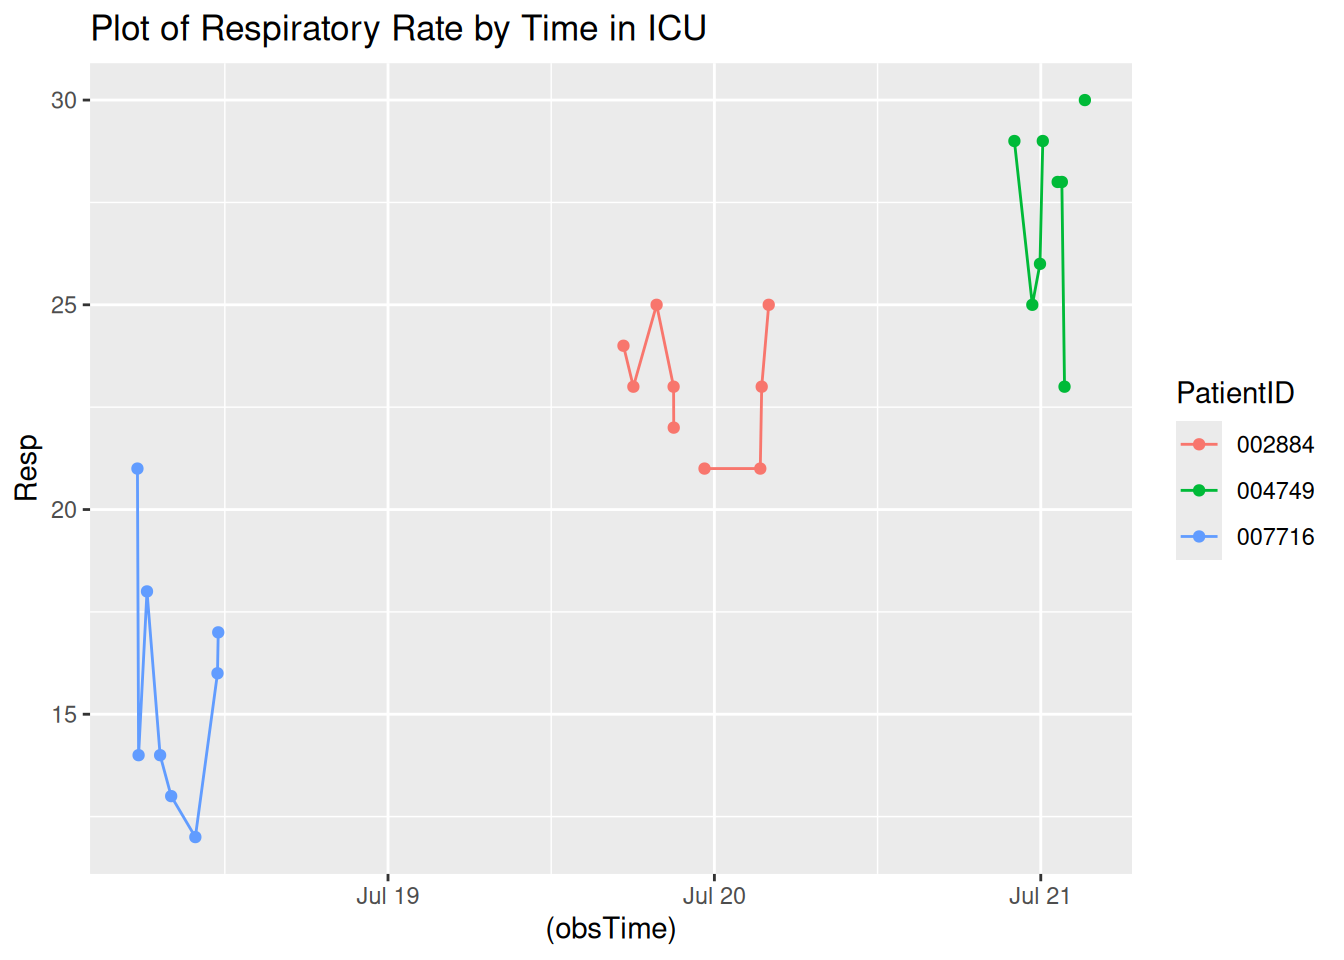 Plot of Respiratory Rate by Time in ICU
30
25
20
15
Resp
Jul 19
Jul 20
Jul 21
(obsTime)
PatientID
002884
004749
007716